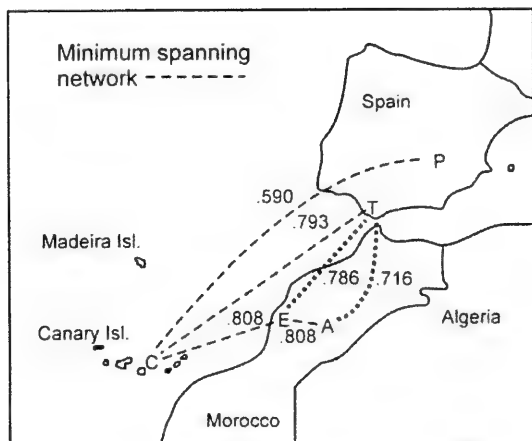 Minimum spanning
network
Spain
P
.590
T
.793
Madeira Isl.
.786
.716
Canary Isl.
.808
E
A
Algeria
C
.808
Morocco